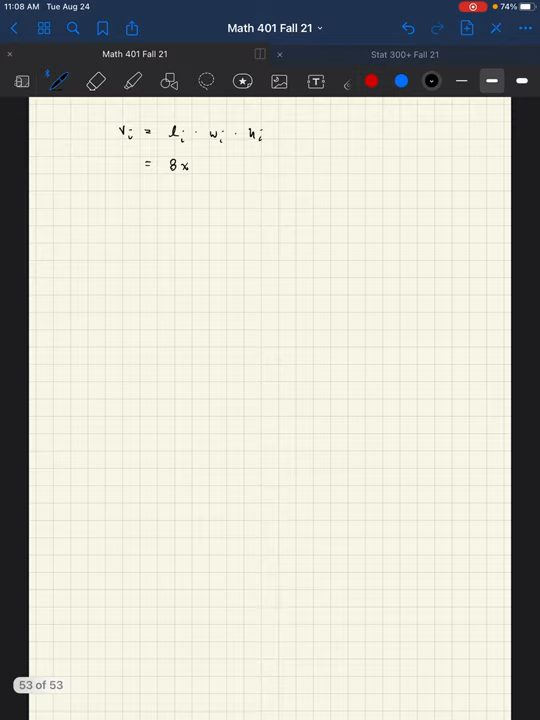 11:08 AM Tue Aug 24
74%
Math 401 Fall 21
Math 401 Fall 21
Stat 300+ Fall 21
Vᵢ = lᵢ · wᵢ · hᵢ
= 8x
53 of 53